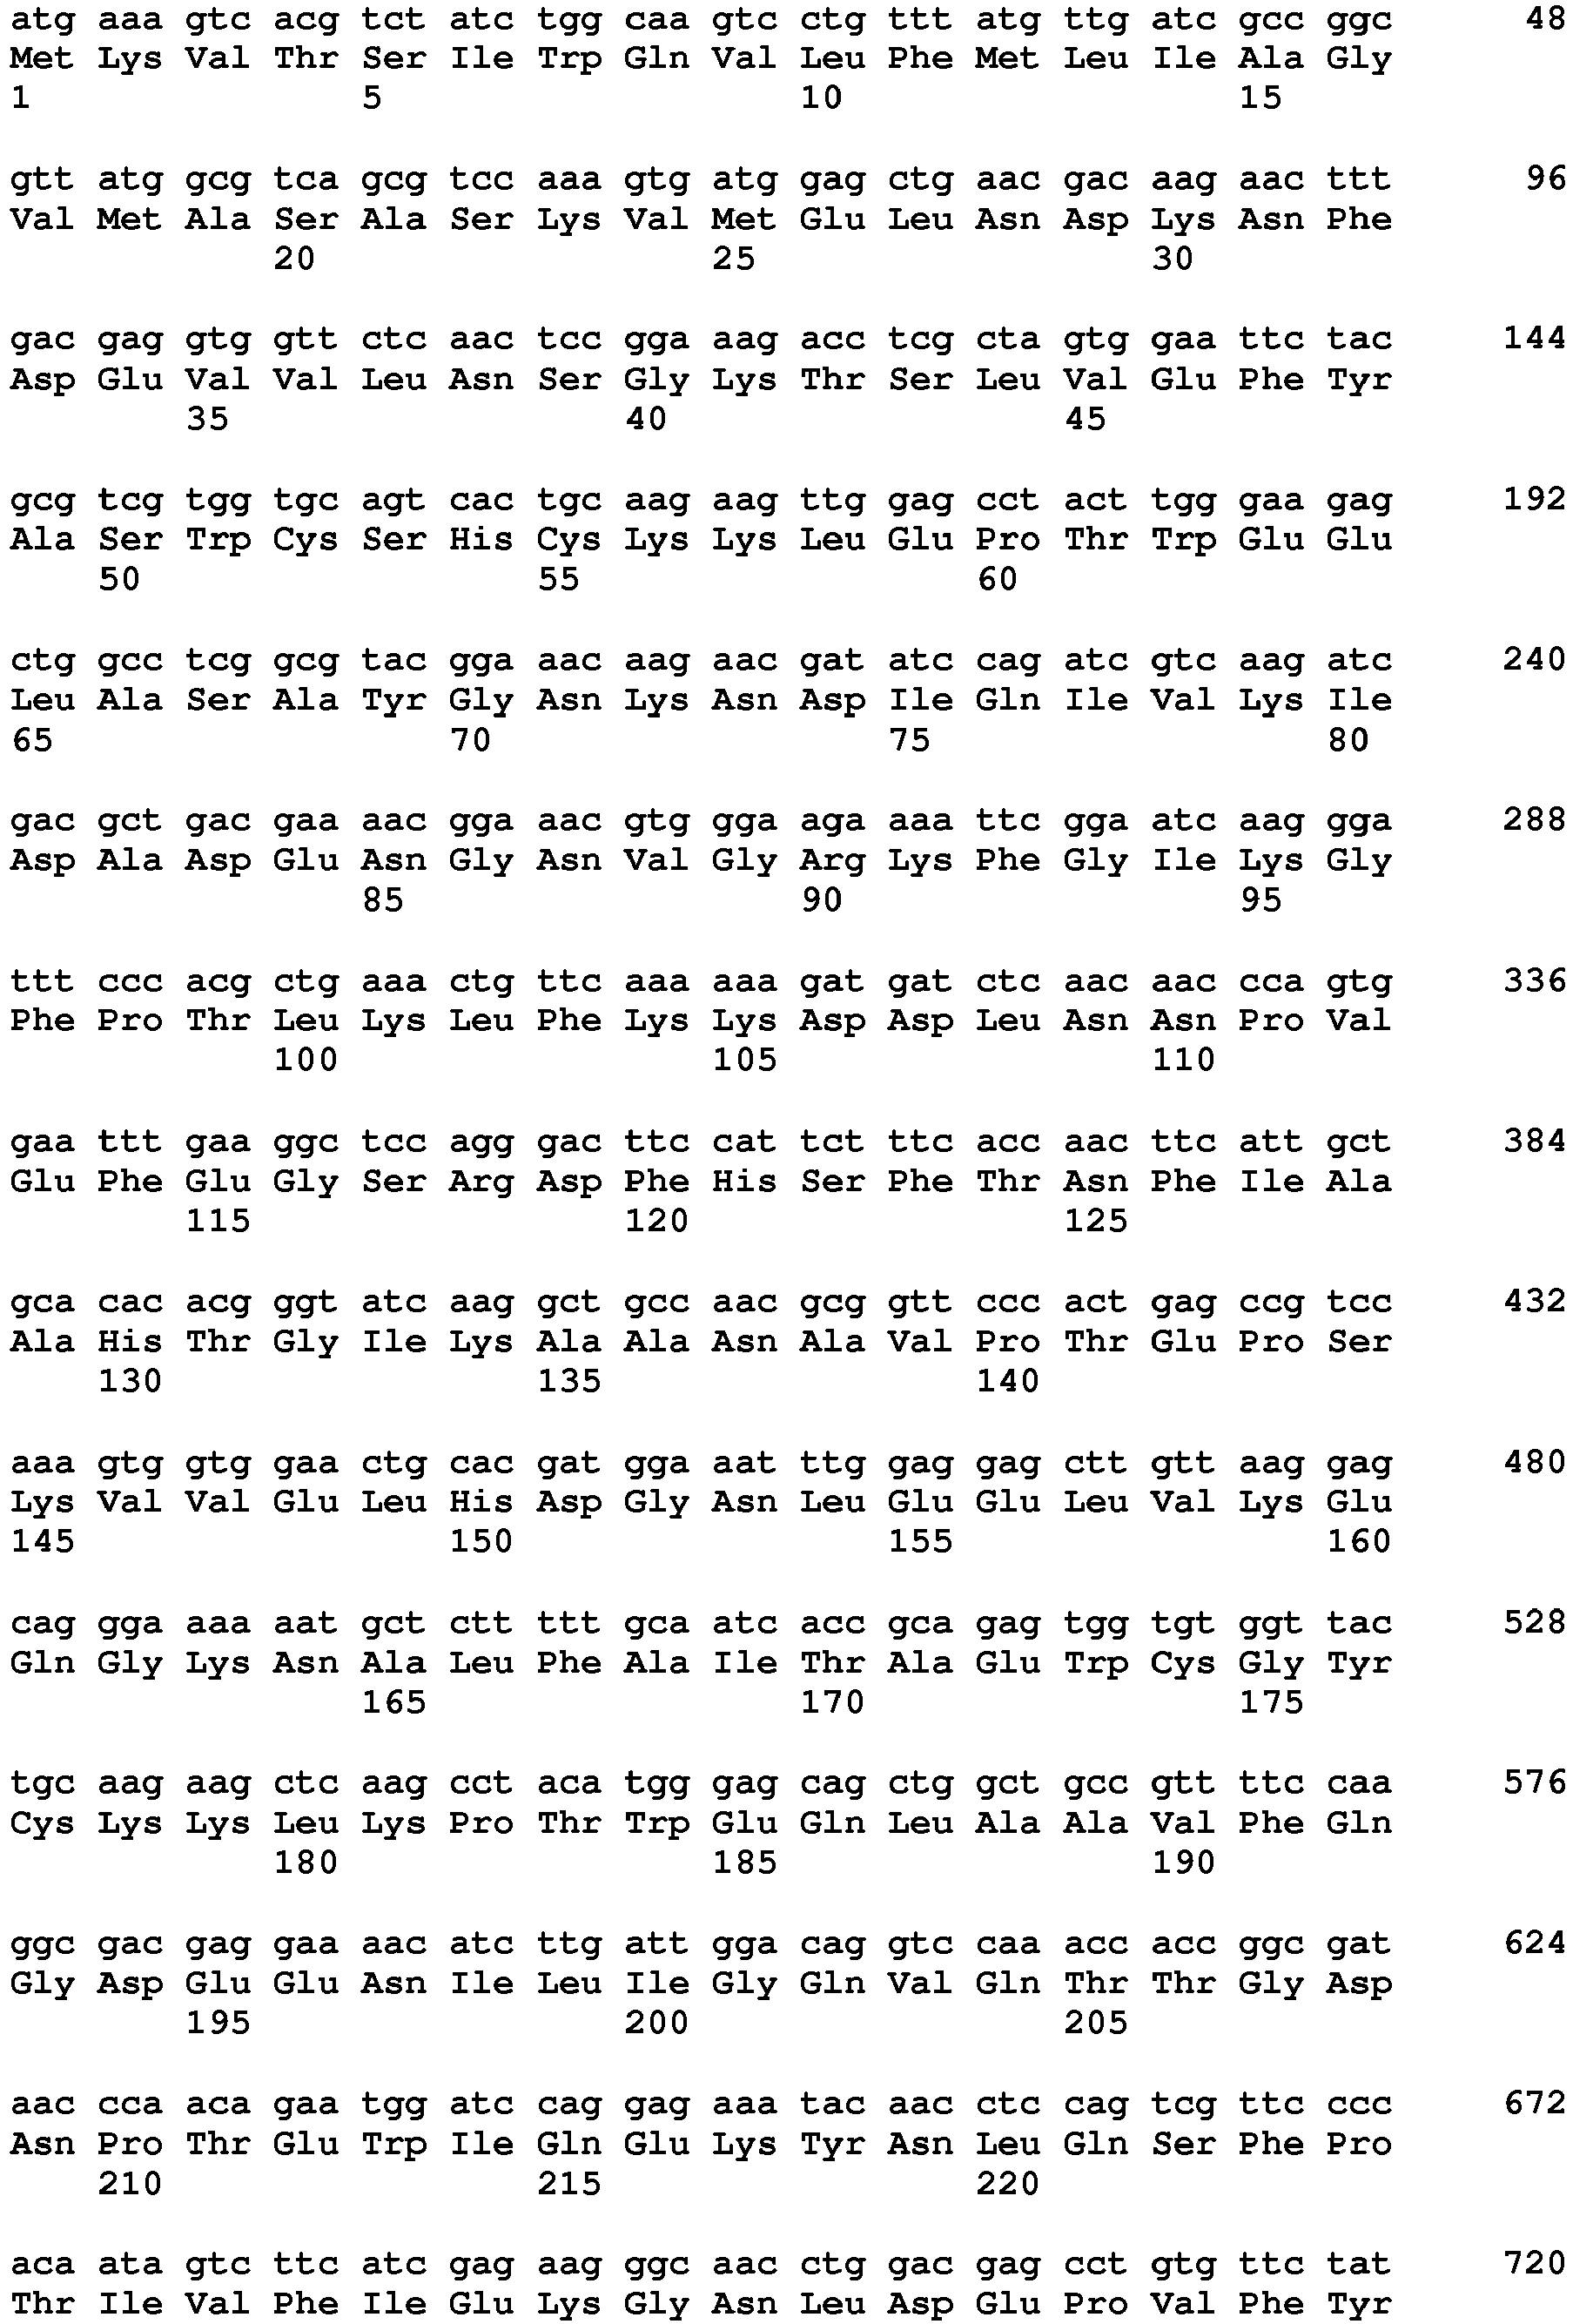 atg aaa gtc acg tct atc tgg caa gtc ctg ttt atg ttg atc gcc ggc 48
Met Lys Val Thr Ser Ile Trp Gln Val Leu Phe Met Leu Ile Ala Gly
1 5 10 15
gtt atg gcg tca gcg tcc aaa gtg atg gag ctg aac gac aag aac ttt 96
Val Met Ala Ser Ala Ser Lys Val Met Glu Leu Asn Asp Lys Asn Phe
20 25 30
gac gag gtg gtt ctc aac tcc gga aag acc tcg cta gtg gaa ttc tac 144
Asp Glu Val Val Leu Asn Ser Gly Lys Thr Ser Leu Val Glu Phe Tyr
35 40 45
gcg tcg tgg tgc agt cac tgc aag aag ttg gag cct act tgg gaa gag 192
Ala Ser Trp Cys Ser His Cys Lys Lys Leu Glu Pro Thr Trp Glu Glu
50 55 60
ctg gcc tcg gcg tac gga aac aag aac gat atc cag atc gtc aag atc 240
Leu Ala Ser Ala Tyr Gly Asn Lys Asn Asp Ile Gln Ile Val Lys Ile
65 70 75 80
gac gct gac gaa aac gga aac gtg gga aga aaa ttc gga atc aag gga 288
Asp Ala Asp Glu Asn Gly Asn Val Gly Arg Lys Phe Gly Ile Lys Gly
85 90 95
ttt ccc acg ctg aaa ctg ttc aaa aaa gat gat ctc aac aac cca gtg 336
Phe Pro Thr Leu Lys Leu Phe Lys Lys Asp Asp Leu Asn Asn Pro Val
100 105 110
gaa ttt gaa ggc tcc agg gac ttc cat tct ttc acc aac ttc att gct 384
Glu Phe Glu Gly Ser Arg Asp Phe His Ser Phe Thr Asn Phe Ile Ala
115 120 125
gca cac acg ggt atc aag gct gcc aac gcg gtt ccc act gag ccg tcc 432
Ala His Thr Gly Ile Lys Ala Ala Asn Ala Val Pro Thr Glu Pro Ser
130 135 140
aaa gtg gtg gaa ctg cac gat gga aat ttg gag gag ctt gtt aag gag 480
Lys Val Val Glu Leu His Asp Gly Asn Leu Glu Glu Leu Val Lys Glu
145 150 155 160
cag gga aaa aat gct ctt ttt gca atc acc gca gag tgg tgt ggt tac 528
Gln Gly Lys Asn Ala Leu Phe Ala Ile Thr Ala Glu Trp Cys Gly Tyr
165 170 175
tgc aag aag ctc aag cct aca tgg gag cag ctg gct gcc gtt ttc caa 576
Cys Lys Lys Leu Lys Pro Thr Trp Glu Gln Leu Ala Ala Val Phe Gln
180 185 190
ggc gac gag gaa aac atc ttg att gga cag gtc caa acc acc ggc gat 624
Gly Asp Glu Glu Asn Ile Leu Ile Gly Gln Val Gln Thr Thr Gly Asp
195 200 205
aac cca aca gaa tgg atc cag gag aaa tac aac ctc cag tcg ttc ccc 672
Asn Pro Thr Glu Trp Ile Gln Glu Lys Tyr Asn Leu Gln Ser Phe Pro
210 215 220
aca ata gtc ttc atc gag aag ggc aac ctg gac gag cct gtg ttc tat 720
Thr Ile Val Phe Ile Glu Lys Gly Asn Leu Asp Glu Pro Val Phe Tyr